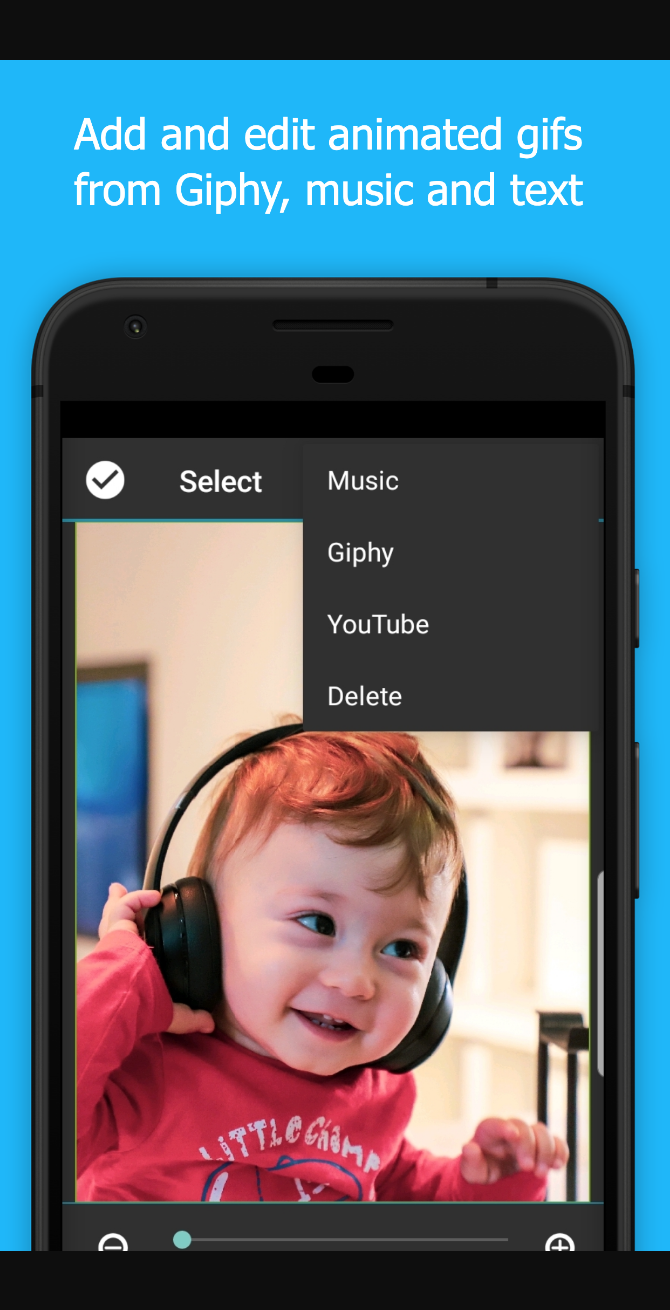 Add and edit animated gifs
from Giphy, music and text
Select
Music
Giphy
YouTube
Delete
LITTLE CHAMP